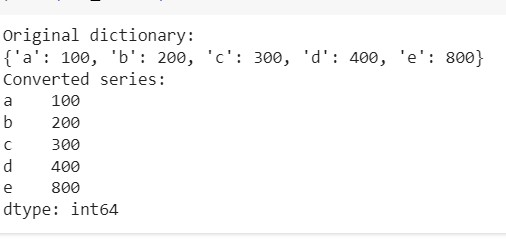 Original dictionary:
{'a': 100, 'b': 200, 'c': 300, 'd': 400, 'e': 800}
Converted series:
a    100
b    200
c    300
d    400
e    800
dtype: int64